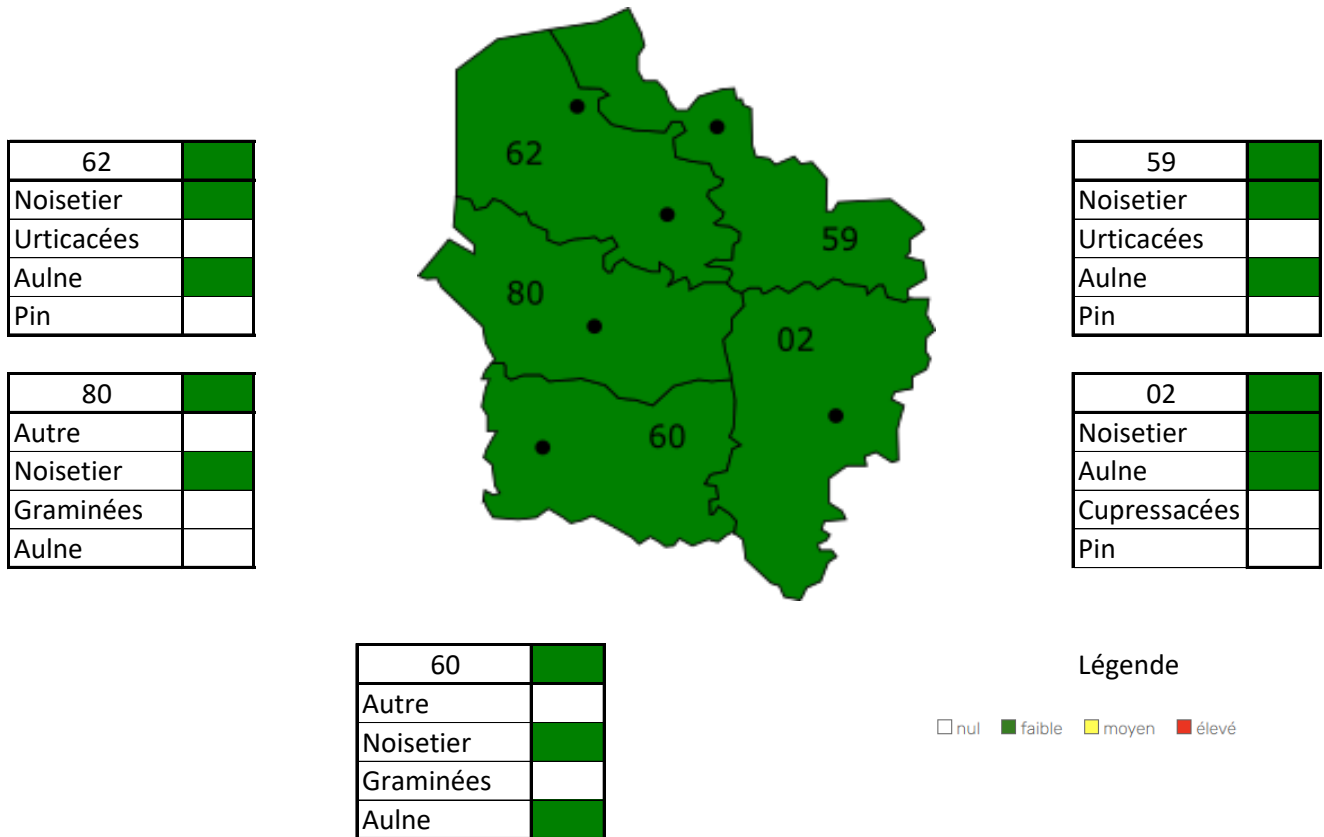 62
59
80
02
60
62
Noisetier
Urticacées
Aulne
Pin
80
Autre
Noisetier
Graminées
Aulne
59
Noisetier
Urticacées
Aulne
Pin
02
Noisetier
Aulne
Cupressacées
Pin
60
Autre
Noisetier
Graminées
Aulne
Légende
nul faible moyen élevé